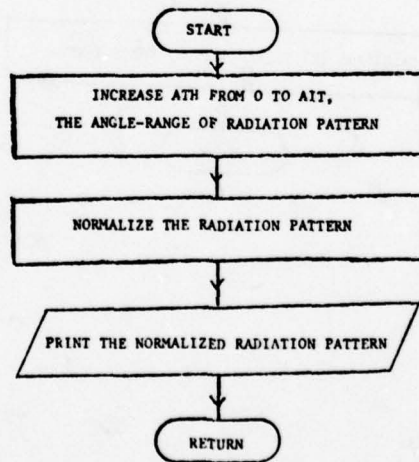 START
INCREASE ATH FROM 0 TO AIT,
THE ANGLE-RANGE OF RADIATION PATTERN
NORMALIZE THE RADIATION PATTERN
PRINT THE NORMALIZED RADIATION PATTERN
RETURN